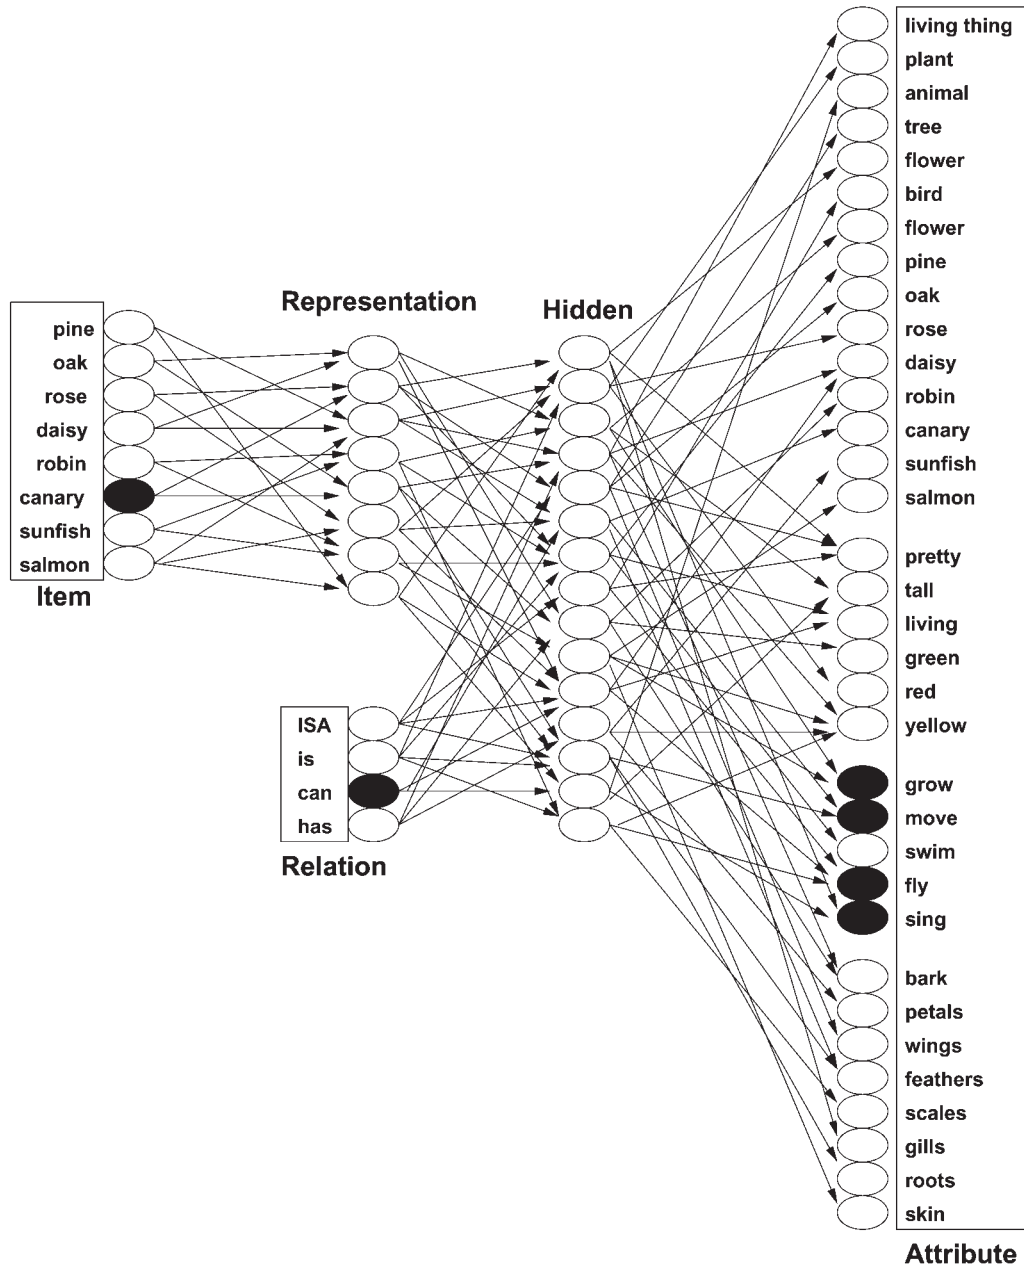 living thing
plant
animal
tree
flower
bird
flower
pine
oak
rose
daisy
robin
canary
sunfish
salmon
pretty
tall
living
green
red
yellow
grow
move
swim
fly
sing
bark
petals
wings
feathers
scales
gills
roots
skin
Attribute
Representation
Hidden
pine
oak
rose
daisy
robin
canary
sunfish
salmon
Item
ISA
is
can
has
Relation